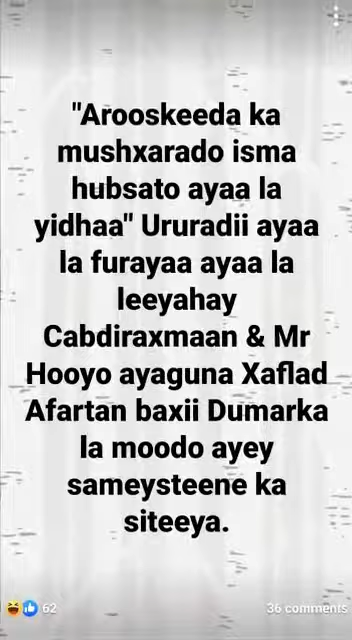 "Arooskeeda ka
mushxarado isma
hubsato ayaa la
yidhaa" Ururadii ayaa
la furayaa ayaa la
leeyahay
Cabdiraxmaan & Mr
Hooyo ayaguna Xaflad
Afartan baxii Dumarka
la moodo ayey
sameysteene ka
siteeya.
62
36 comments